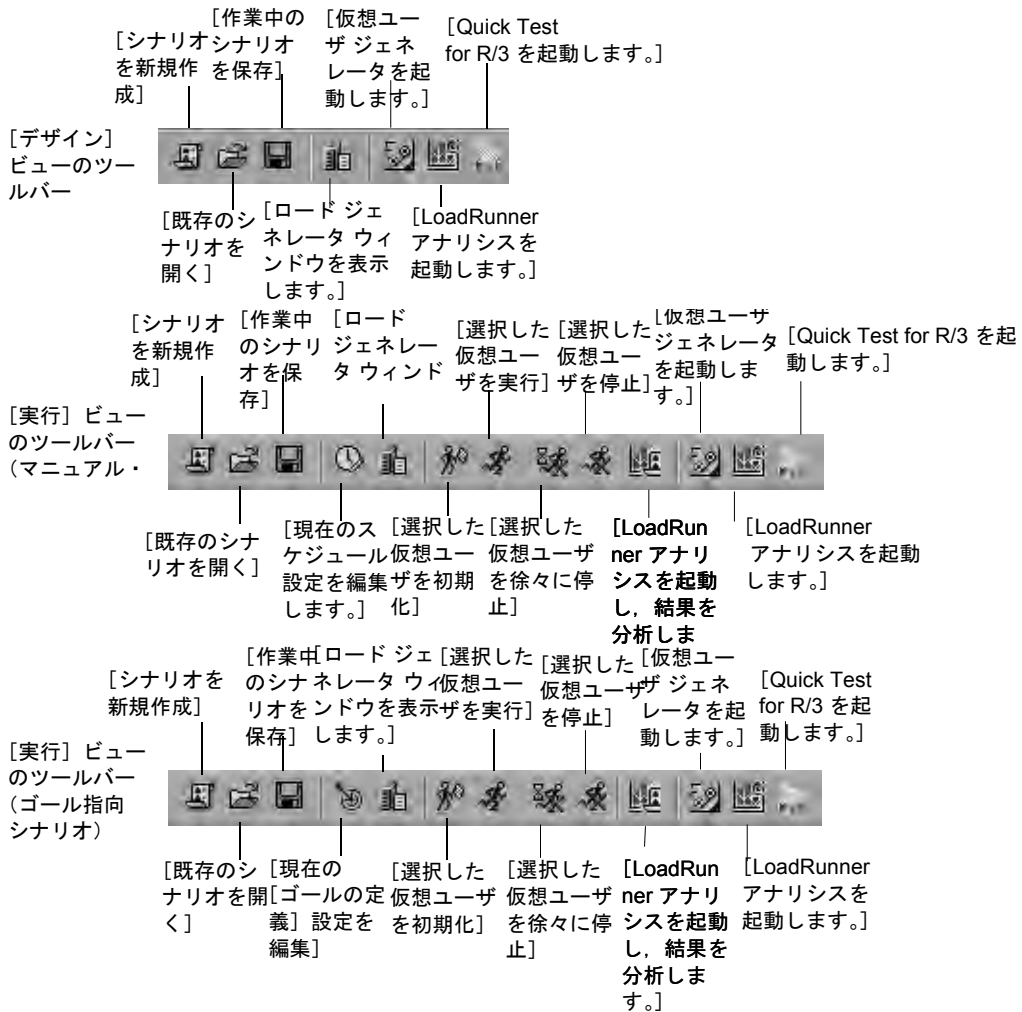 ［シナリオ
を新規作
成］
［作業中の
シナリオ
を保存］
［仮想ユー
ザ ジェネ
レータを起
動します。］
［Quick Test
for R/3 を起動します。］
［デザイン］
ビューのツー
ルバー
［既存のシ
ナリオを
開く］
［ロード ジェ
ネレータ ウィ
ンドウを表示
します。］
［LoadRunner
アナリシスを
起動します。］
［シナリオ
を新規作
成］
［作業中
のシナリ
オを保
存］
［ロード
ジェネレー
タ ウィンド
［選択した
仮想ユー
ザを実行］
［選択した
仮想ユー
ザを停止］
［仮想ユーザ
ジェネレータ
を起動しま
す。］
［Quick Test for R/3 を起
動します。］
［実行］ビュー
のツールバー
（マニュアル・
［既存のシナ
リオを開く］
［現在のス
ケジュール
設定を編集
します。］
［選択した
仮想ユー
ザを初期
化］
［選択した
仮想ユーザ
を徐々に停
止］
［LoadRun
ner アナリ
シスを起動
し，結果を
分析しま
［LoadRunner
アナリシスを起動
します。］
［シナリオを
新規作成］
［作業中
のシナ
リオを
保存］
［ロード ジェ
ネレータ ウィ
ンドウを表示
します。］
［選択した
仮想ユー
ザを実行］
［選択した
仮想ユーザ
を停止］
［仮想ユー
ザ ジェネ
レータを起
動します。］
［Quick Test
for R/3 を起
動します。］
［実行］ビュー
のツールバー
（ゴール指向
シナリオ）
［既存のシ
ナリオを開
く］
［現在の
［ゴールの定
義］設定を
編集］
［選択した
仮想ユーザ
を初期化］
［選択した
仮想ユーザ
を徐々に停
止］
［LoadRun
ner アナリ
シスを起動
し，結果を
分析しま
す。］
［LoadRunner
アナリシスを
起動します。］